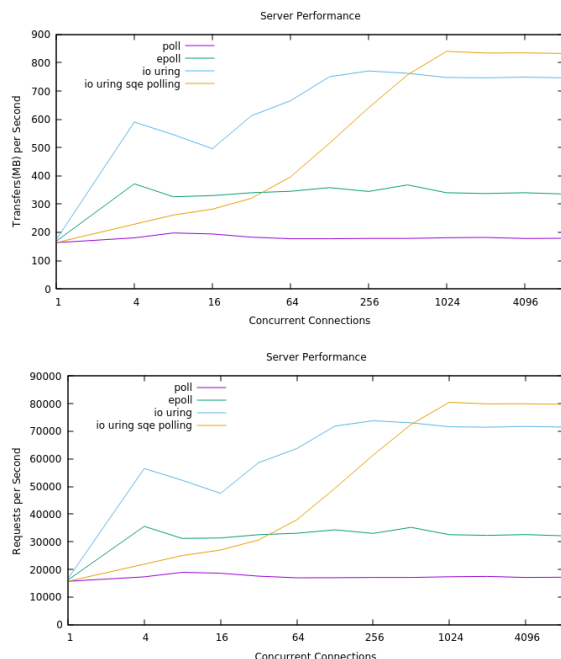 Server Performance
900
800
700
600
500
400
300
200
100
0
Transfers(MB) per Second
poll
epoll
io uring
io uring sqe polling
1 4 16 64 256 1024 4096
Concurrent Connections
Server Performance
90000
80000
70000
60000
50000
40000
30000
20000
10000
0
Requests per Second
poll
epoll
io uring
io uring sqe polling
1 4 16 64 256 1024 4096
Concurrent Connections